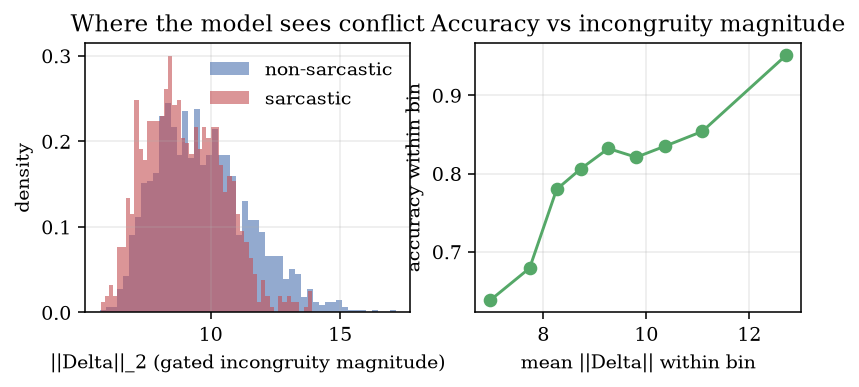 Where the model sees conflict
0.3
0.2
0.1
0.0
density
non-sarcastic
sarcastic
10
15
||Delta||_2 (gated incongruity magnitude)
Accuracy vs incongruity magnitude
0.9
0.8
0.7
accuracy within bin
8
10
12
mean ||Delta|| within bin